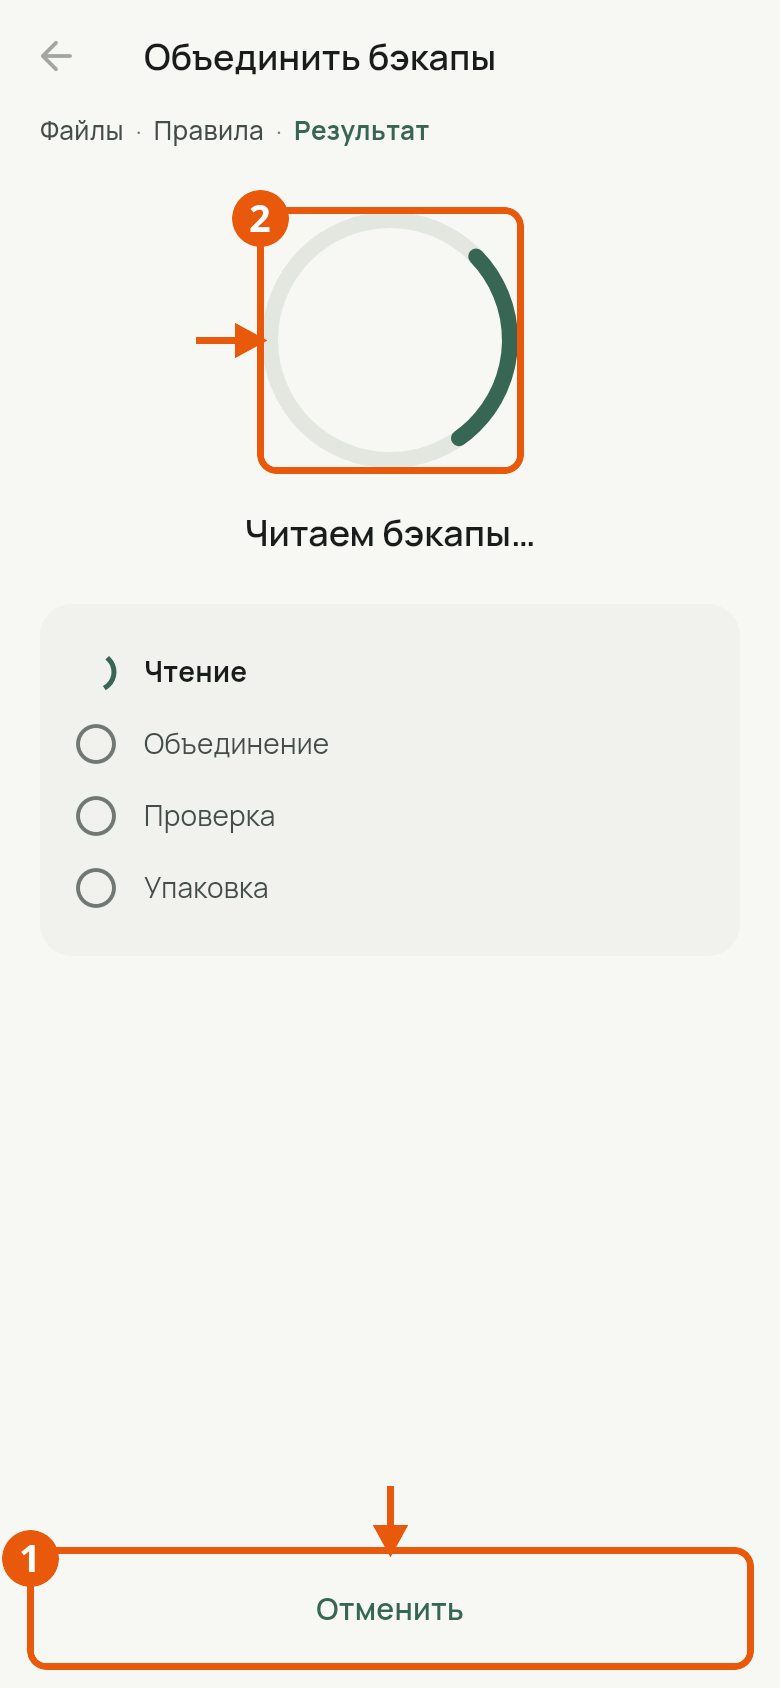 Объединить бэкапы
Файлы · Правила · Результат
2
Читаем бэкапы…
Чтение
Объединение
Проверка
Упаковка
1
Отменить